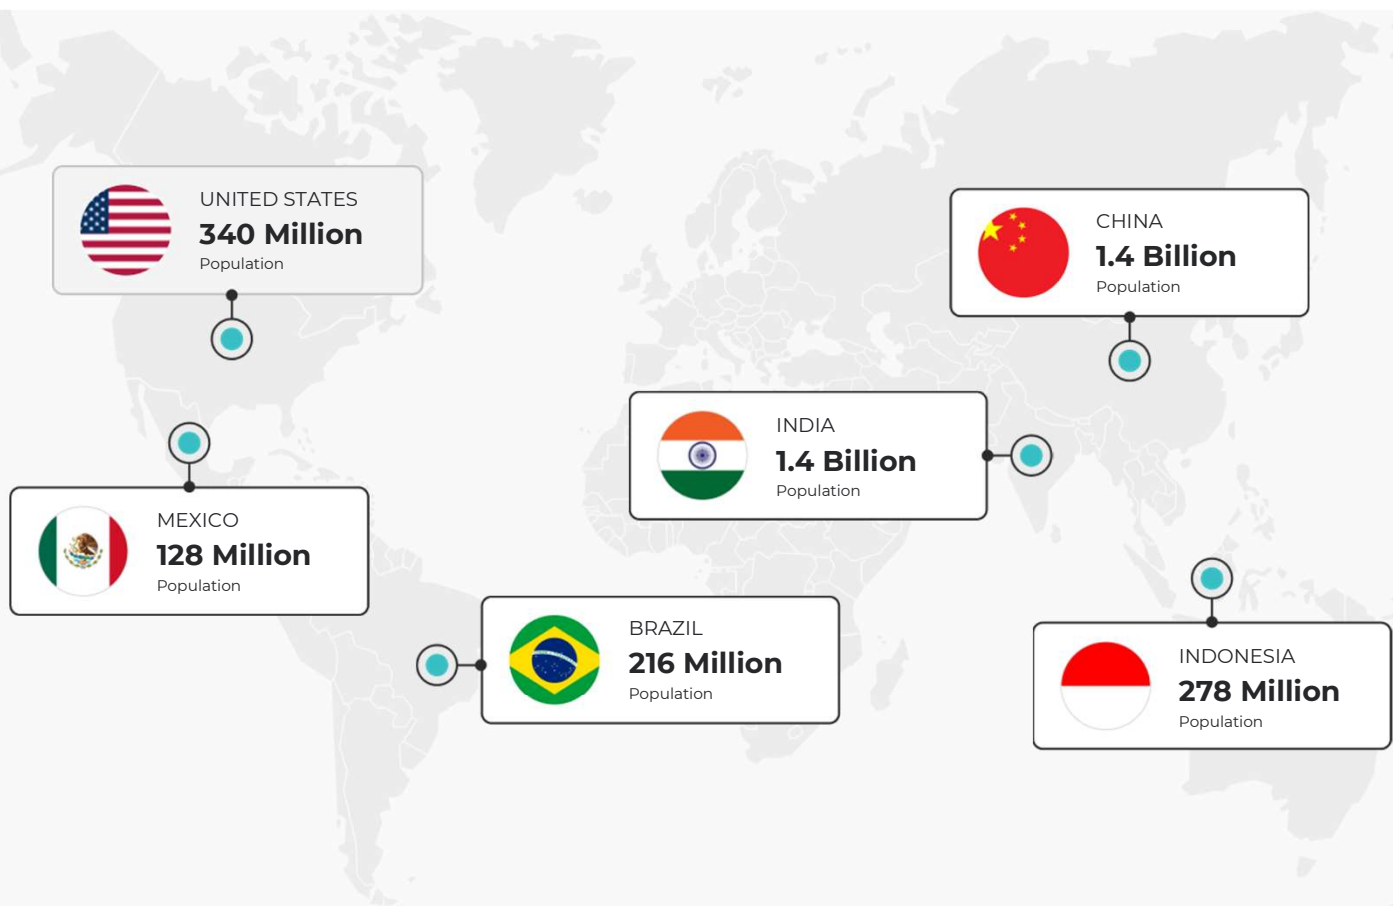 UNITED STATES
340 Million
Population
CHINA
1.4 Billion
Population
INDIA
1.4 Billion
Population
MEXICO
128 Million
Population
BRAZIL
216 Million
Population
INDONESIA
278 Million
Population